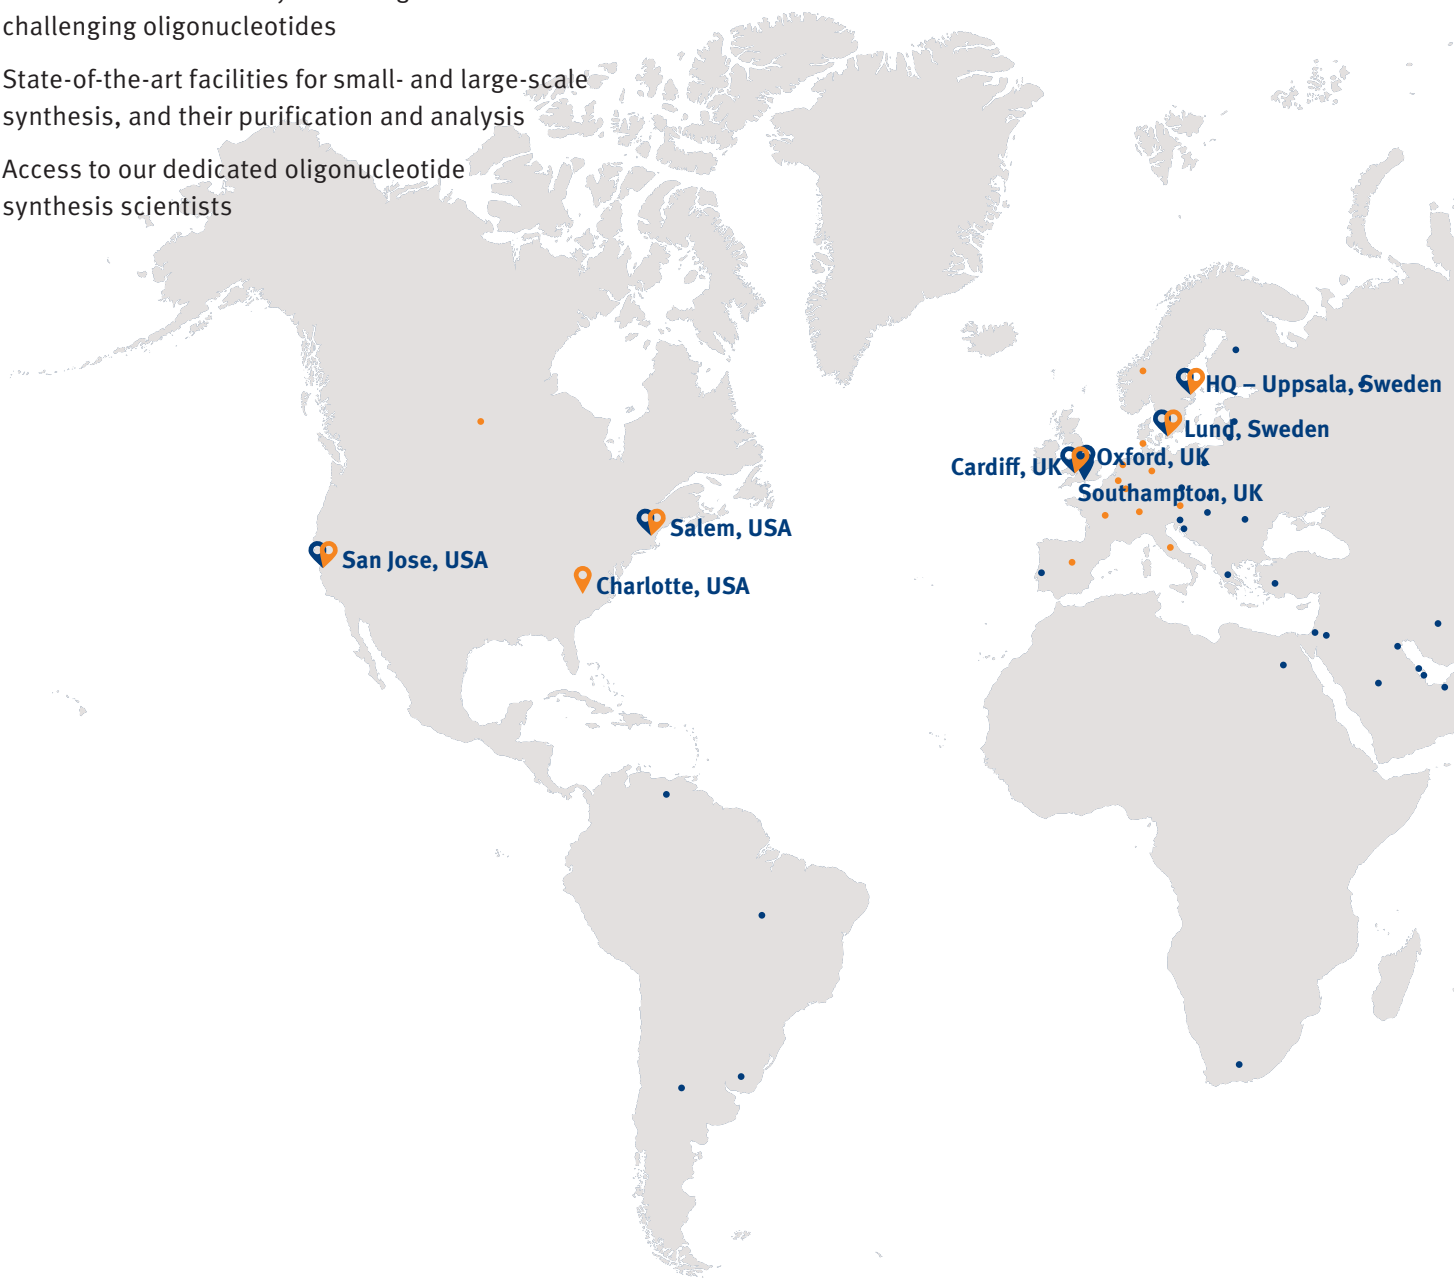 challenging oligonucleotides
State-of-the-art facilities for small- and large-scale
synthesis, and their purification and analysis
Access to our dedicated oligonucleotide
synthesis scientists
HQ – Uppsala, Sweden
Lund, Sweden
Oxford, UK
Cardiff, UK
Southampton, UK
Salem, USA
San Jose, USA
Charlotte, USA